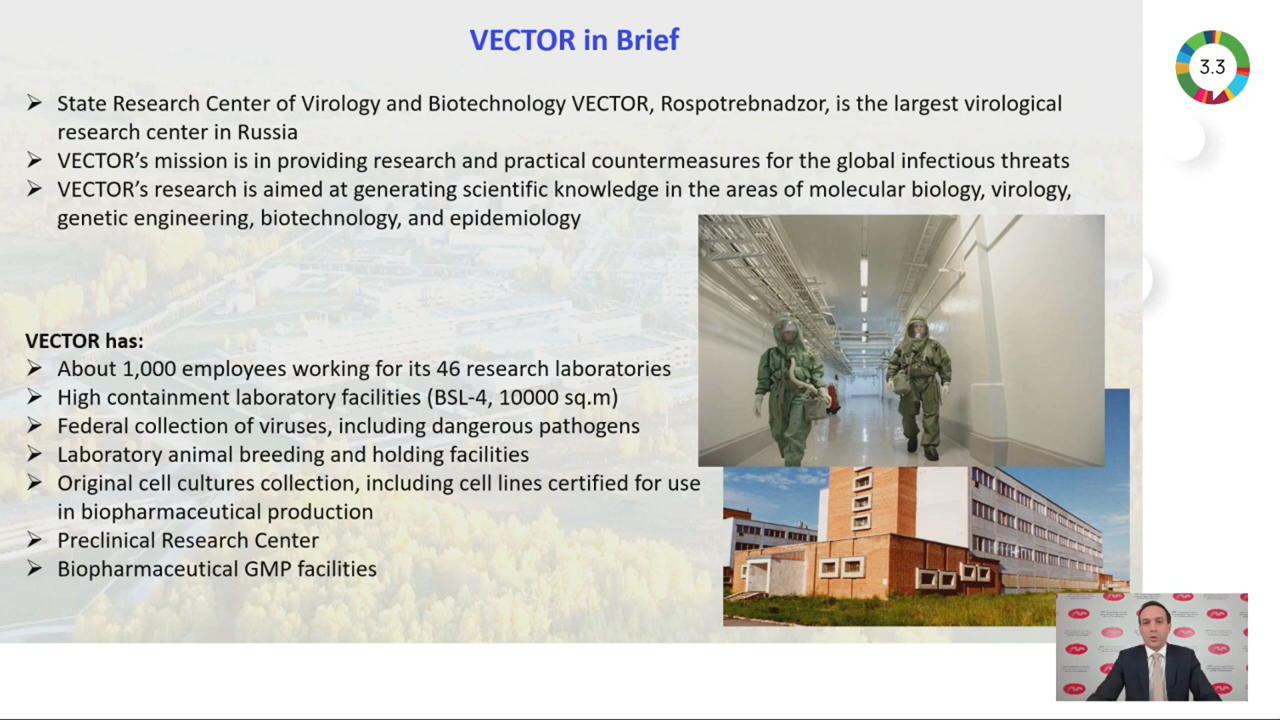 VECTOR in Brief
3.3
➢ State Research Center of Virology and Biotechnology VECTOR, Rospotrebnadzor, is the largest virological
research center in Russia
➢ VECTOR’s mission is in providing research and practical countermeasures for the global infectious threats
➢ VECTOR’s research is aimed at generating scientific knowledge in the areas of molecular biology, virology,
genetic engineering, biotechnology, and epidemiology
VECTOR has:
➢ About 1,000 employees working for its 46 research laboratories
➢ High containment laboratory facilities (BSL-4, 10000 sq.m)
➢ Federal collection of viruses, including dangerous pathogens
➢ Laboratory animal breeding and holding facilities
➢ Original cell cultures collection, including cell lines certified for use
in biopharmaceutical production
➢ Preclinical Research Center
➢ Biopharmaceutical GMP facilities